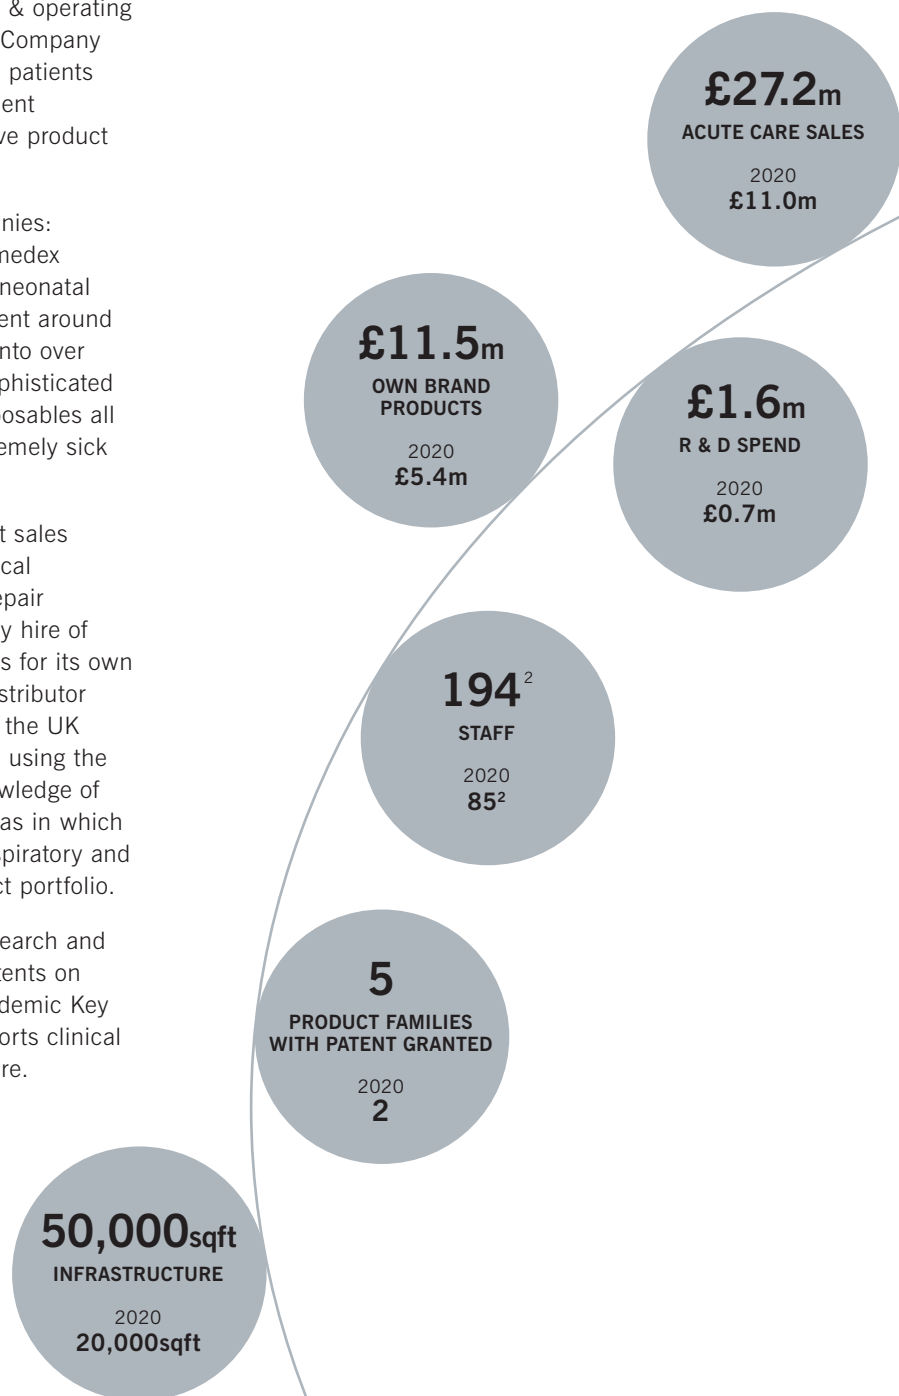 & operating
Company
patients
ent
ve product
nies:
medex
neonatal
ent around
nto over
phisticated
posables all
emely sick
t sales
cal
epair
y hire of
s for its own
stributor
the UK
using the
wledge of
as in which
spiratory and
ct portfolio.
search and
tents on
demic Key
orts clinical
re.
£27.2m
ACUTE CARE SALES
2020
£11.0m
£11.5m
OWN BRAND
PRODUCTS
2020
£5.4m
£1.6m
R & D SPEND
2020
£0.7m
194²
STAFF
2020
85²
5
PRODUCT FAMILIES
WITH PATENT GRANTED
2020
2
50,000sqft
INFRASTRUCTURE
2020
20,000sqft